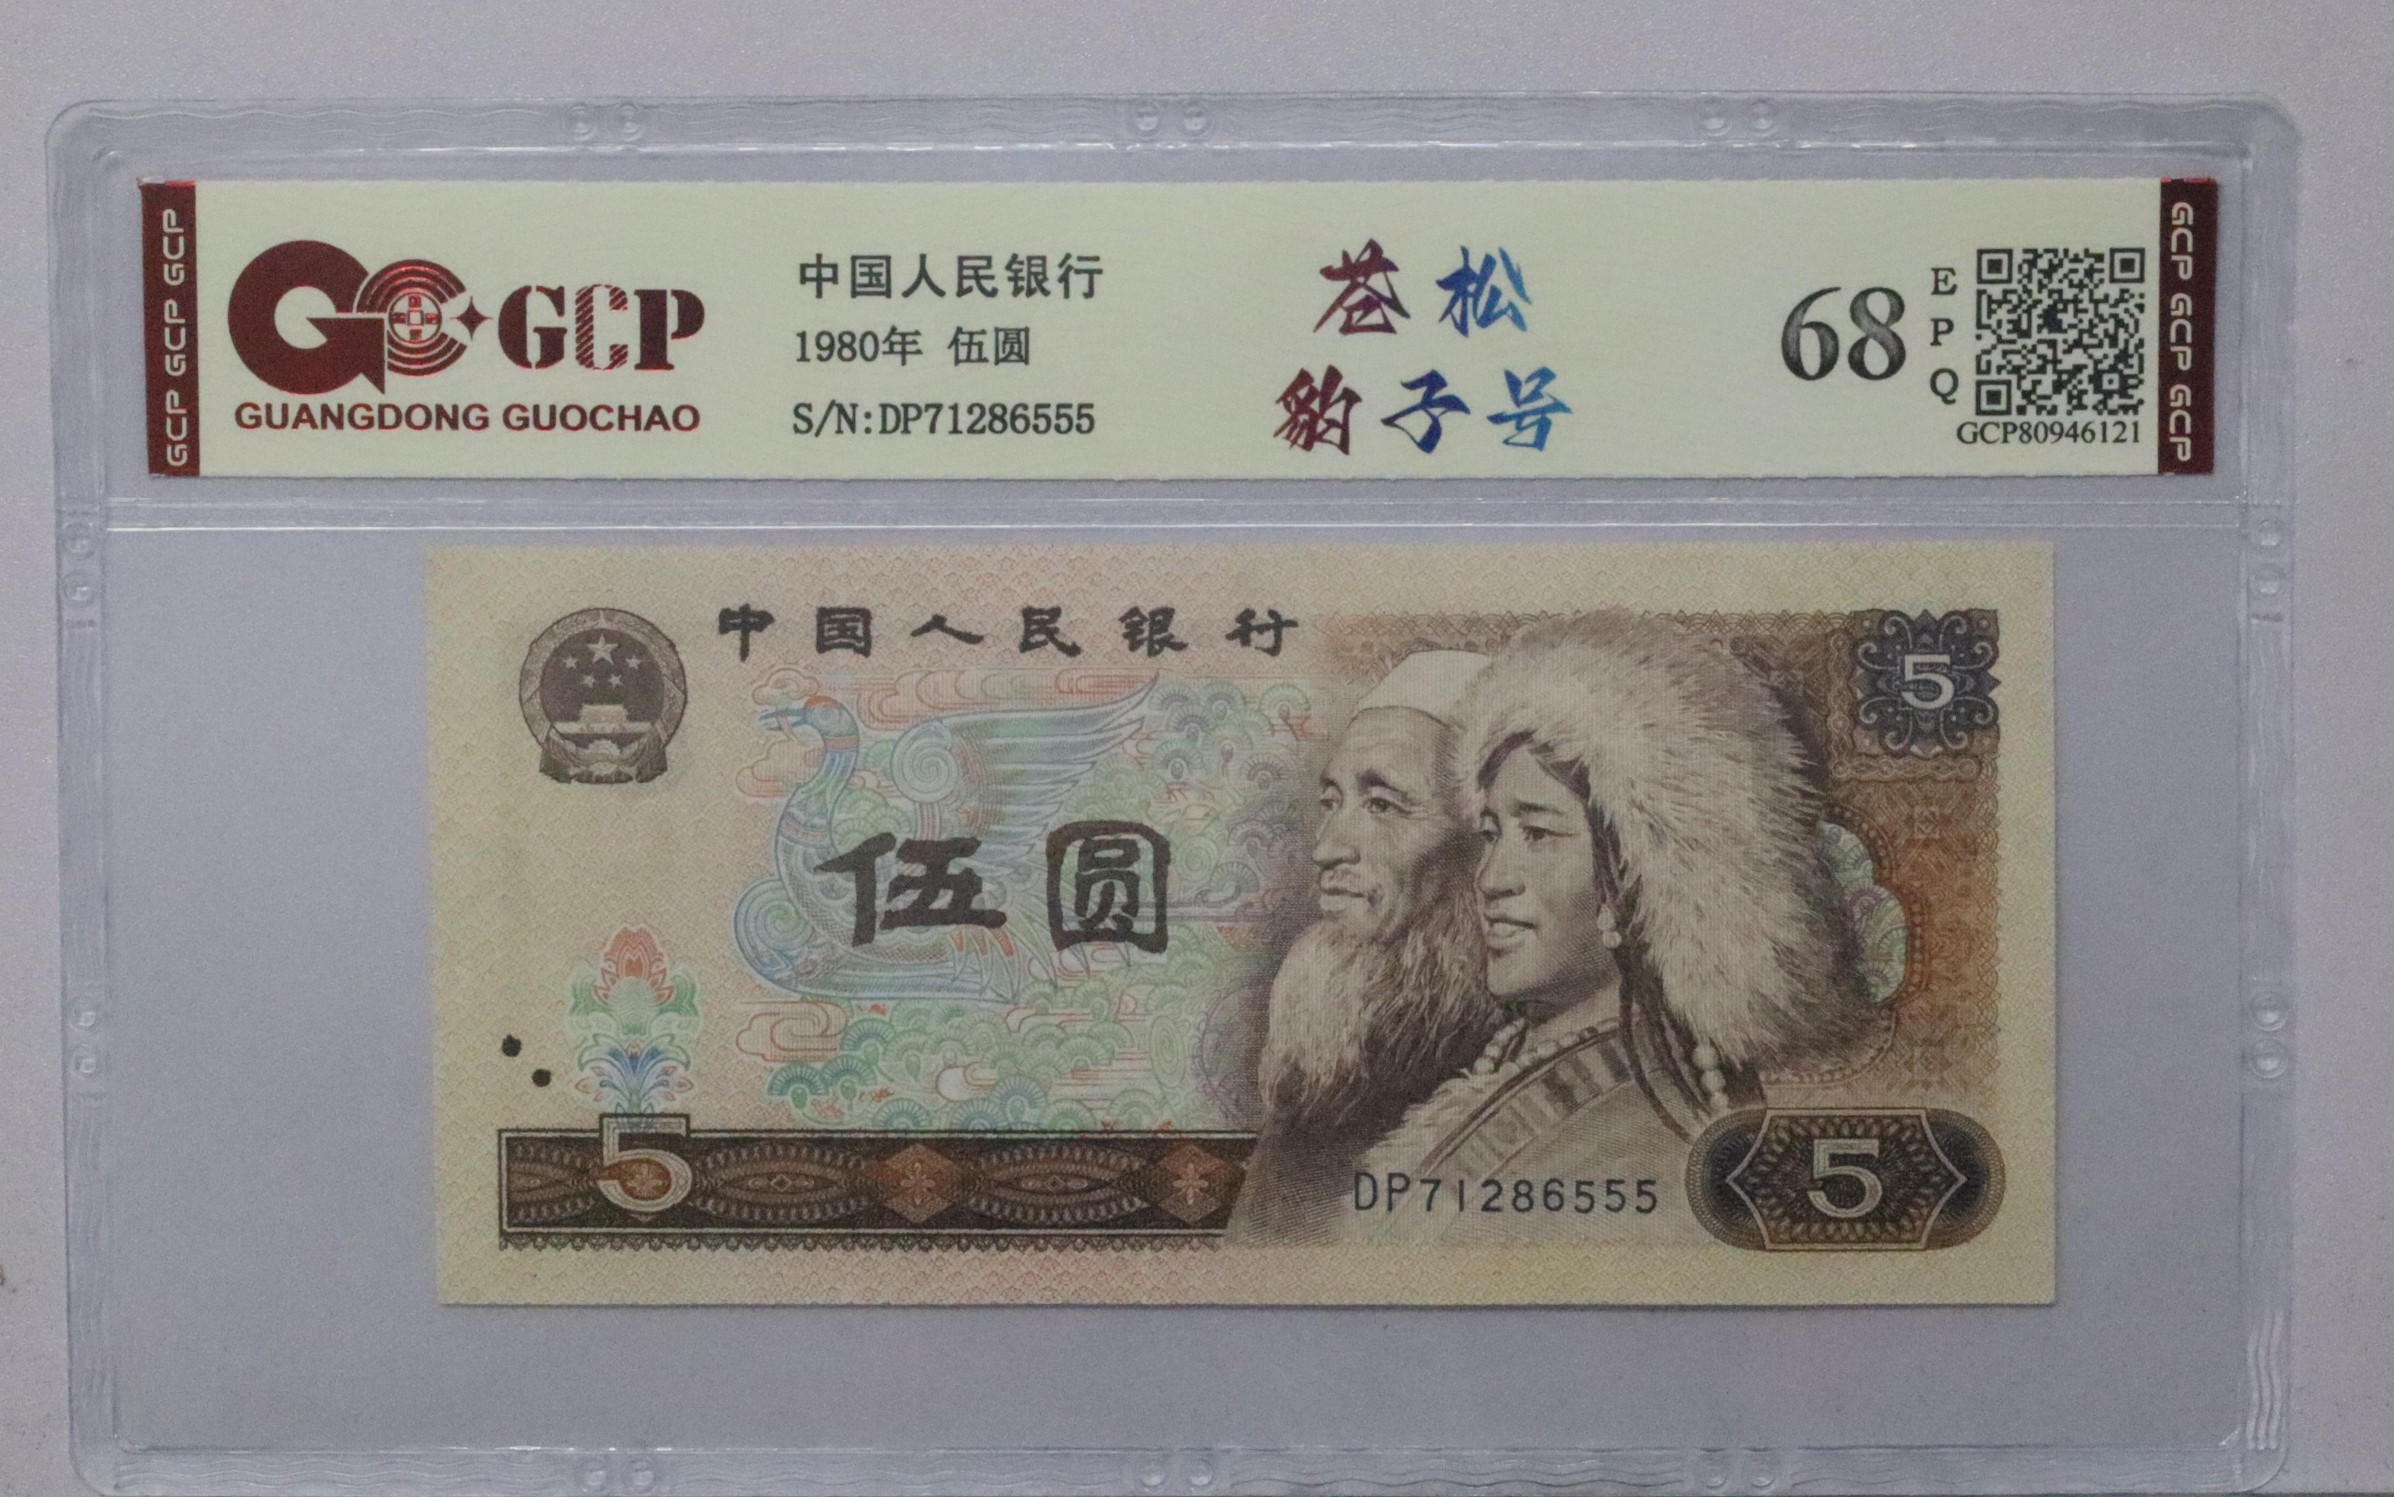 GCP GCP GCP
GCP
GUANGDONG GUOCHAO
中国人民银行
1980年 伍圆
S/N:DP71286555
苍松
豹子号
68
EPQ
GCP80946121
GCP GCP GCP
中国人民银行
5
伍圆
5
DP71286555
5